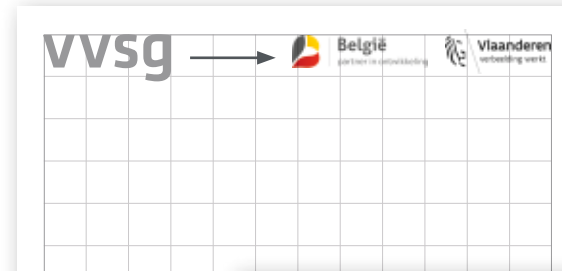 vvsg
België
partner in ontwikkeling
Vlaanderen
verbeelding werkt